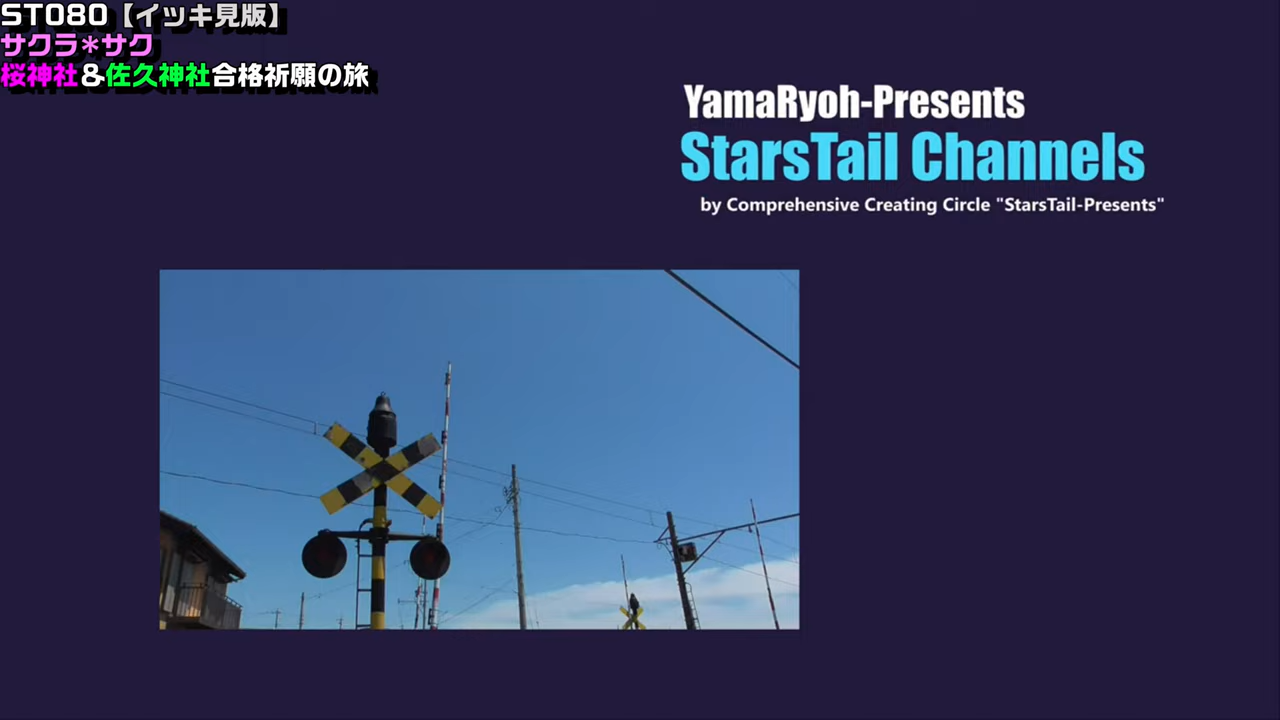 ST080【イッキ見版】
サクラ＊サク
桜神社&佐久神社合格祈願の旅
YamaRyoh-Presents
StarsTail Channels
by Comprehensive Creating Circle "StarsTail-Presents"